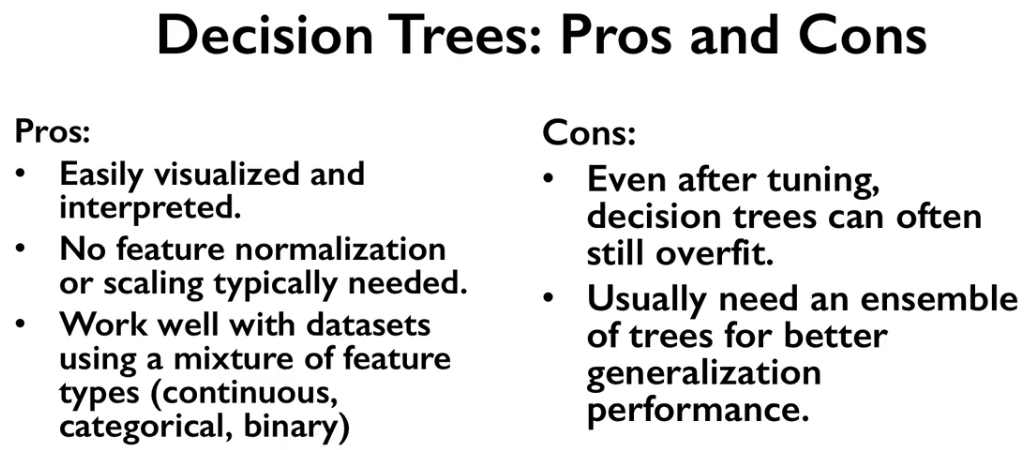 Decision Trees: Pros and Cons
Pros:
• Easily visualized and
interpreted.
• No feature normalization
or scaling typically needed.
• Work well with datasets
using a mixture of feature
types (continuous,
categorical, binary)
Cons:
• Even after tuning,
decision trees can often
still overfit.
• Usually need an ensemble
of trees for better
generalization
performance.